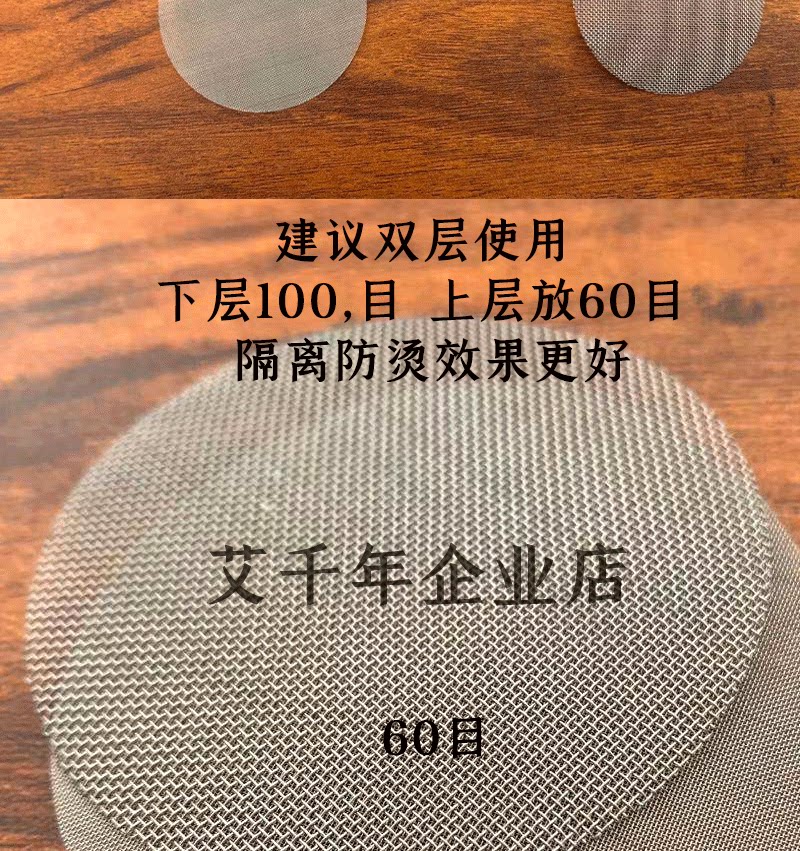 建议双层使用
下层100,目 上层放60目
隔离防烫效果更好
艾千年企业店
60目